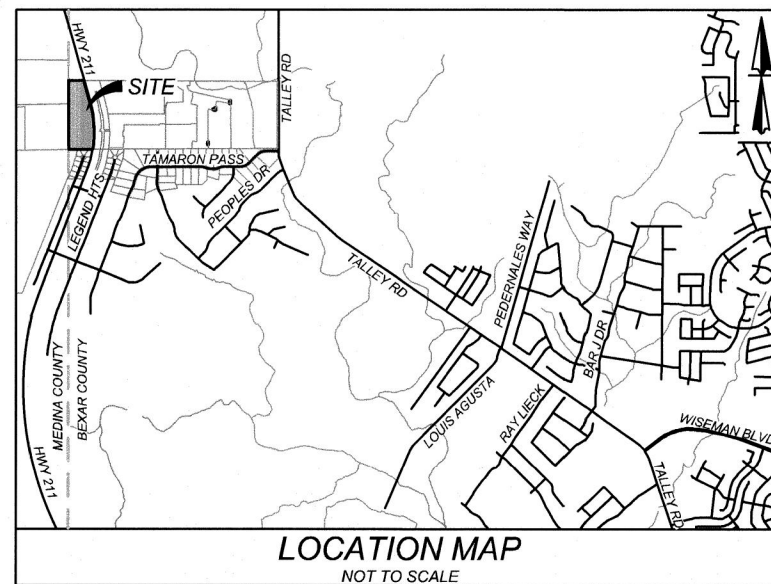 HWY 211
SITE
TALLEY RD
TAMARON PASS
LEGEND HTS
PEOPLES DR
TALLEY RD
PEDERNALES WAY
BAR J DR
MEDINA COUNTY
BEXAR COUNTY
LOUIS AGUSTA
RAY LIECK
WISEMAN BLVD
HWY 211
TALLEY RD
LOCATION MAP
NOT TO SCALE